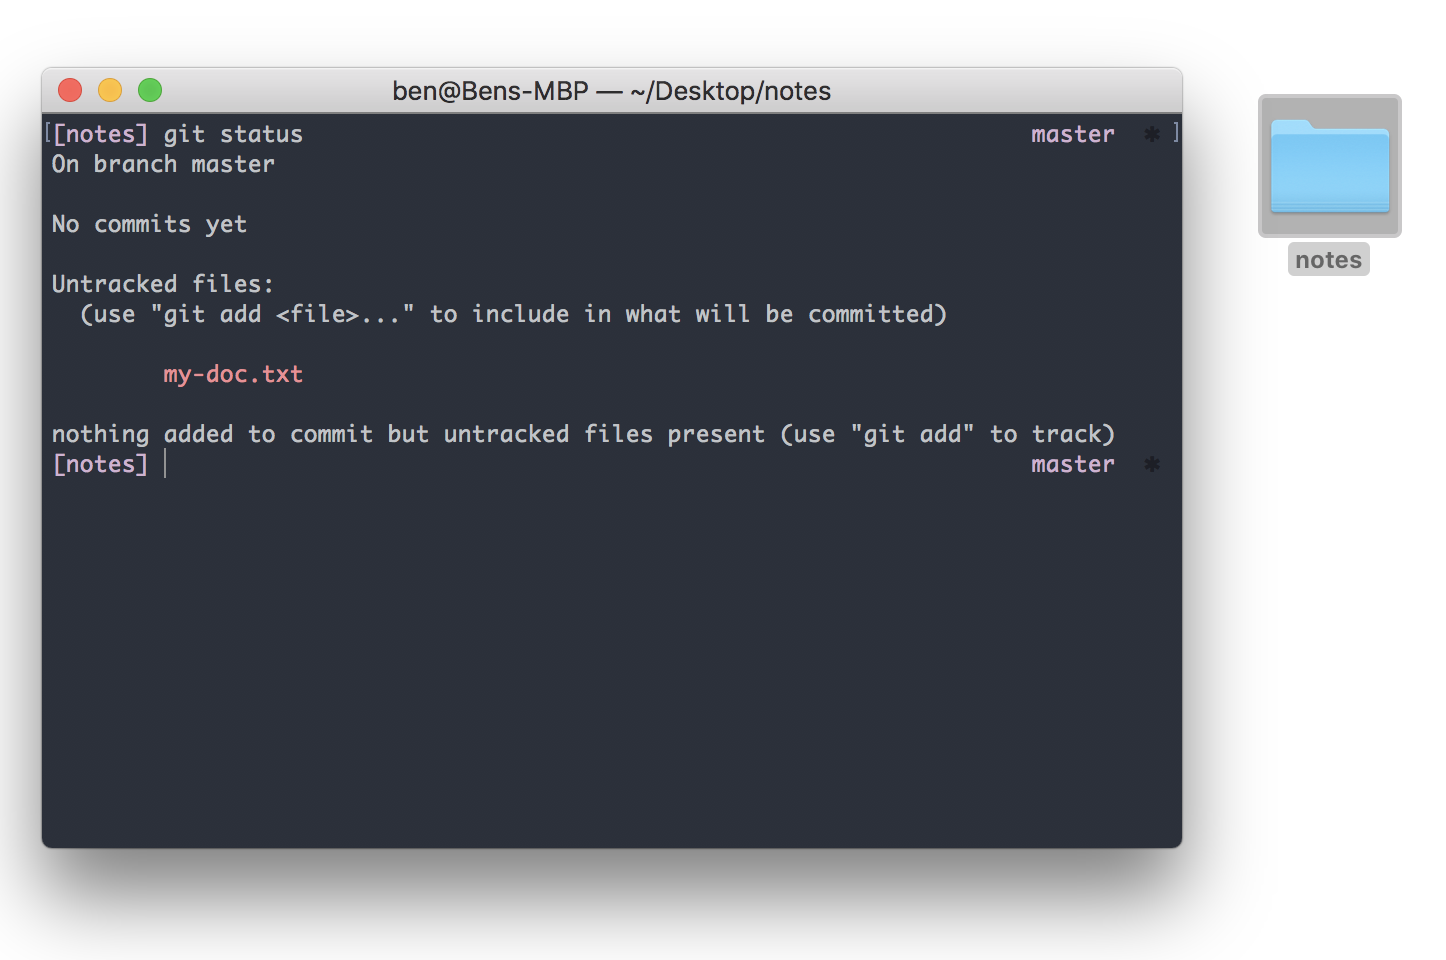 ben@Bens-MBP — ~/Desktop/notes
[[notes] git status master ✱ ]
On branch master
No commits yet
Untracked files:
(use "git add <file>..." to include in what will be committed)
my-doc.txt
nothing added to commit but untracked files present (use "git add" to track)
[notes] master ✱
notes